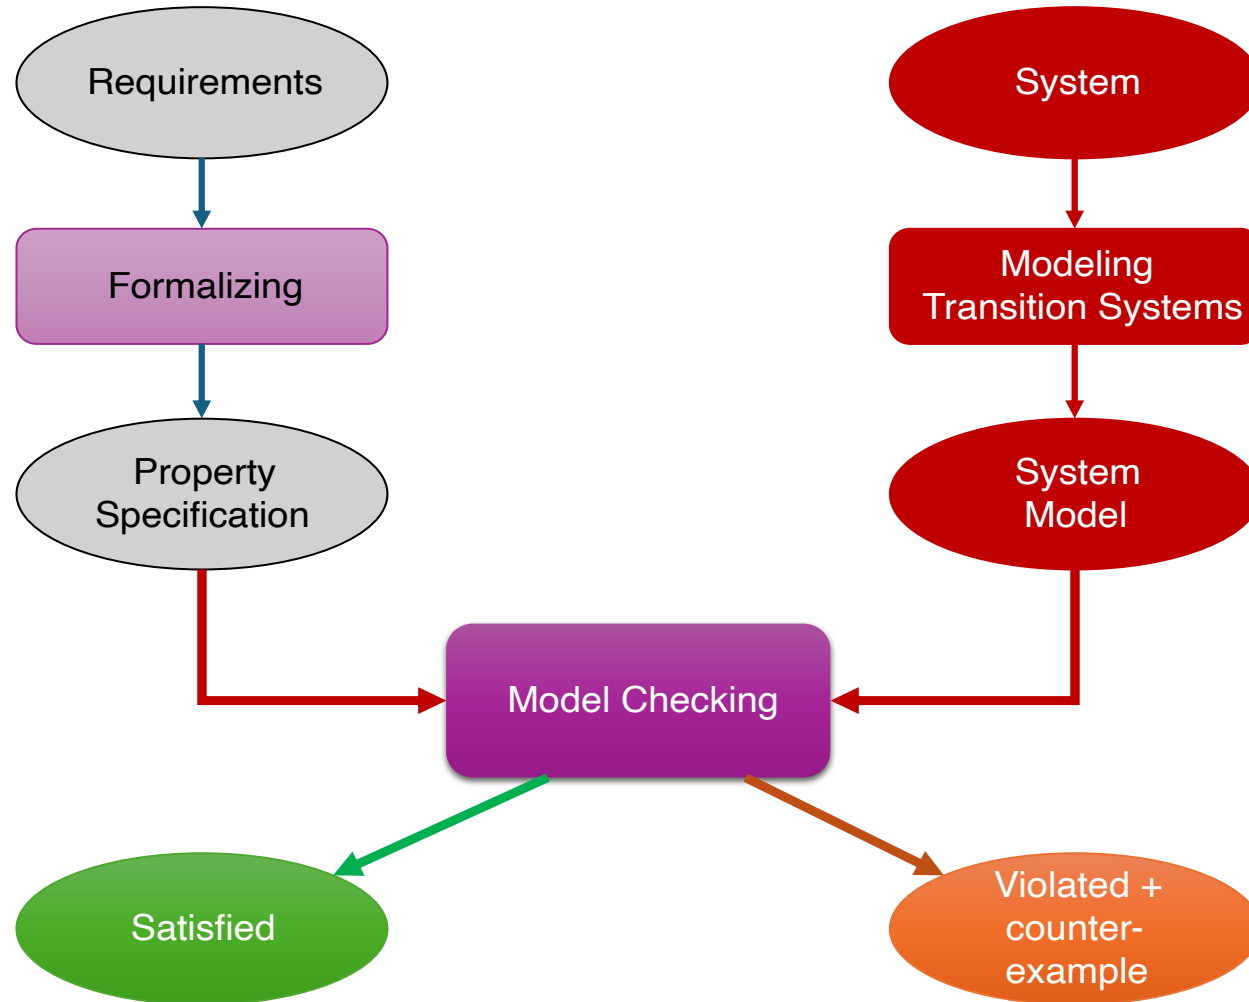 Requirements
System
Formalizing
Modeling
Transition Systems
Property
Specification
System
Model
Model Checking
Satisfied
Violated +
counter-
example